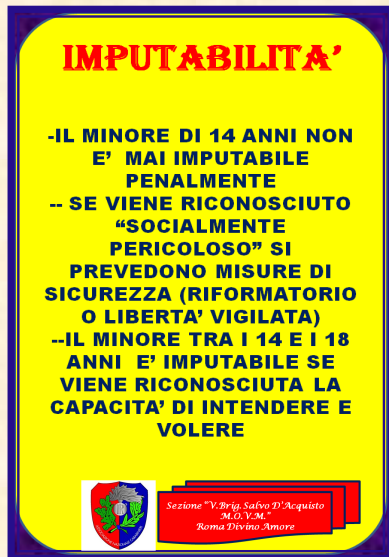 IMPUTABILITA’
-IL MINORE DI 14 ANNI NON
E’ MAI IMPUTABILE
PENALMENTE
-- SE VIENE RICONOSCIUTO
“SOCIALMENTE
PERICOLOSO” SI
PREVEDONO MISURE DI
SICUREZZA (RIFORMATORIO
O LIBERTA’ VIGILATA)
--IL MINORE TRA I 14 E I 18
ANNI E’ IMPUTABILE SE
VIENE RICONOSCIUTA LA
CAPACITA’ DI INTENDERE E
VOLERE
Sezione “V.Brig. Salvo D’Acquisto
M.O.V.M.”
Roma Divino Amore